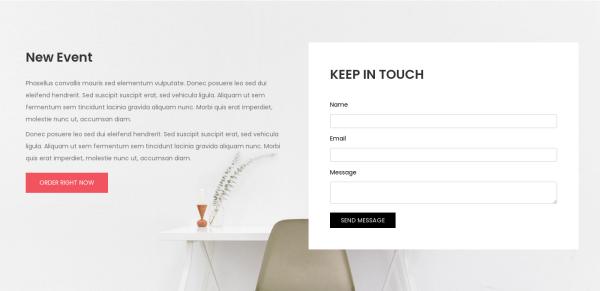 New Event
Phasellus convallis mauris sed elementum vulputate. Donec posuere leo sed dui
eleifend hendrerit. Sed suscipit suscipit erat, sed vehicula ligula. Aliquam ut sem
fermentum sem tincidunt lacinia gravida aliquam nunc. Morbi quis erat imperdiet,
molestie nunc ut, accumsan diam.
Donec posuere leo sed dui eleifend hendrerit. Sed suscipit suscipit erat, sed vehicula
ligula. Aliquam ut sem fermentum sem tincidunt lacinia gravida aliquam nunc. Morbi
quis erat imperdiet, molestie nunc ut, accumsan diam.
ORDER RIGHT NOW
KEEP IN TOUCH
Name
Email
Message
SEND MESSAGE